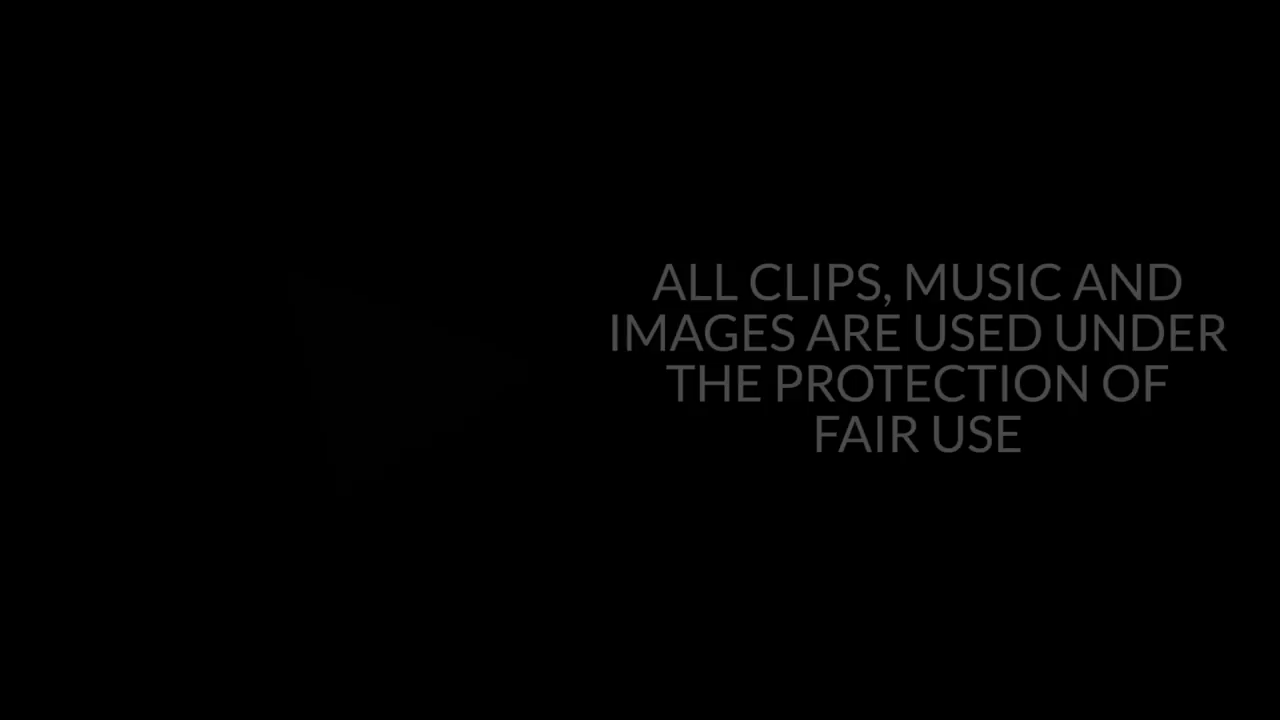 ALL CLIPS, MUSIC AND
IMAGES ARE USED UNDER
THE PROTECTION OF
FAIR USE